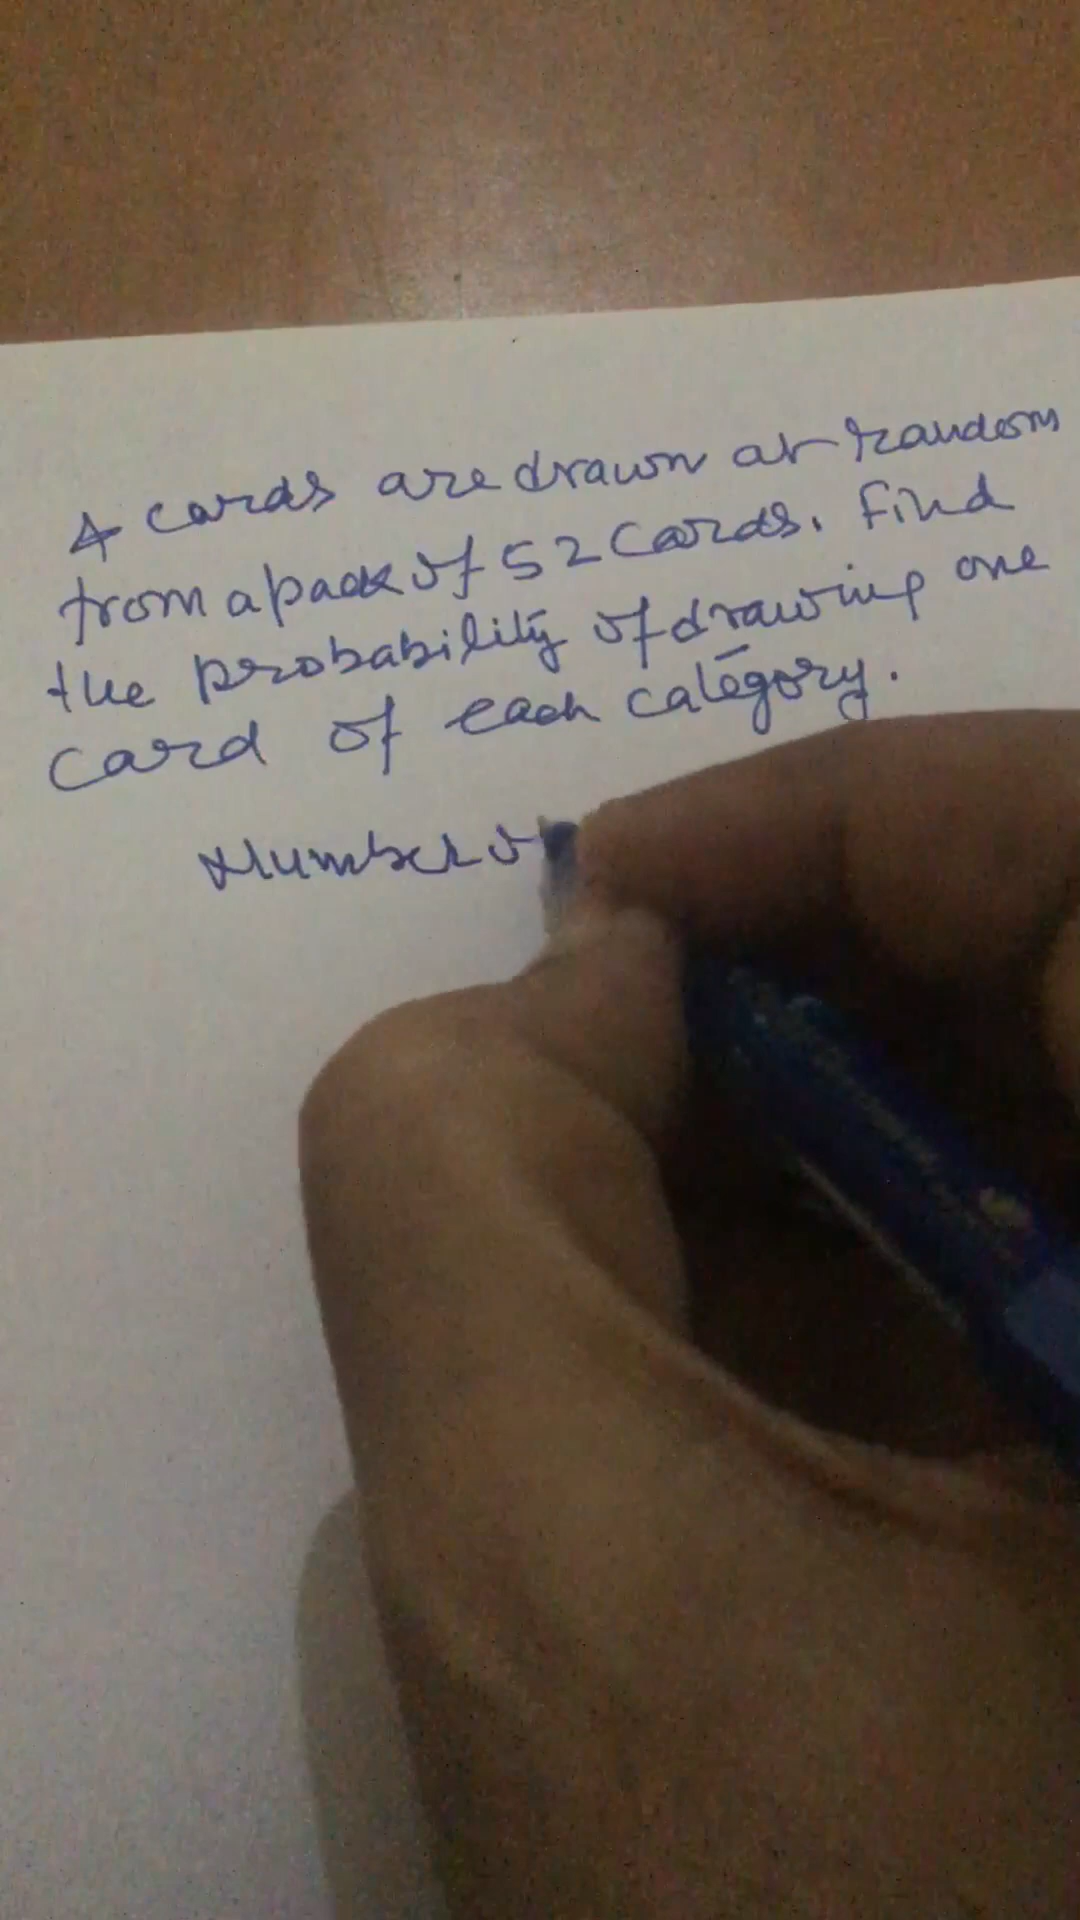 4 cards are drawn at random
from a pack of 52 Cards. Find
the probability of drawing one
card of each category.
Number o